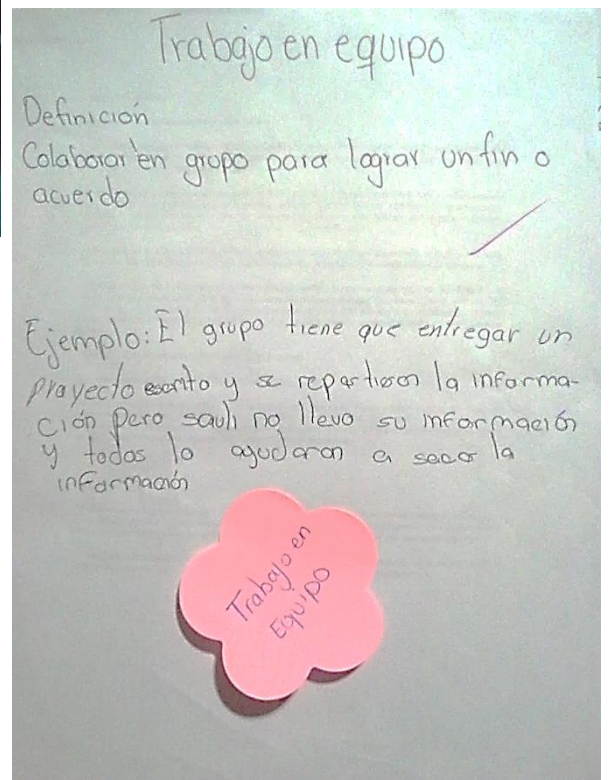 Trabajo en equipo
Definición
Colaborar en grupo para lograr un fin o
acuerdo
Ejemplo: El grupo tiene que entregar un
proyecto escrito y se repartieron la informa-
ción pero sauli no llevo su información
y todos lo ayudaron a sacar la
información
Trabajo en
Equipo